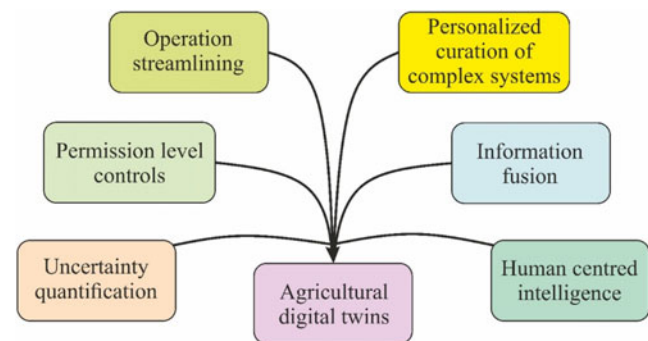 Operation
streamlining
Personalized
curation of
complex systems
Permission level
controls
Information
fusion
Uncertainty
quantification
Agricultural
digital twins
Human centred
intelligence